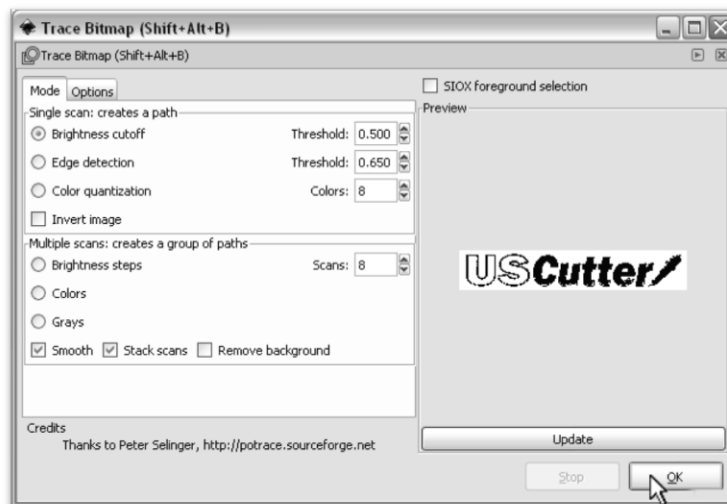 Trace Bitmap (Shift+Alt+B)
Trace Bitmap (Shift+Alt+B)
Mode Options
Single scan: creates a path
Brightness cutoff Threshold: 0.500
Edge detection Threshold: 0.650
Color quantization Colors: 8
Invert image
Multiple scans: creates a group of paths
Brightness steps Scans: 8
Colors
Grays
Smooth Stack scans Remove background
Credits
Thanks to Peter Selinger, http://potrace.sourceforge.net
SIOX foreground selection
Preview
USCutter
Update
Stop OK